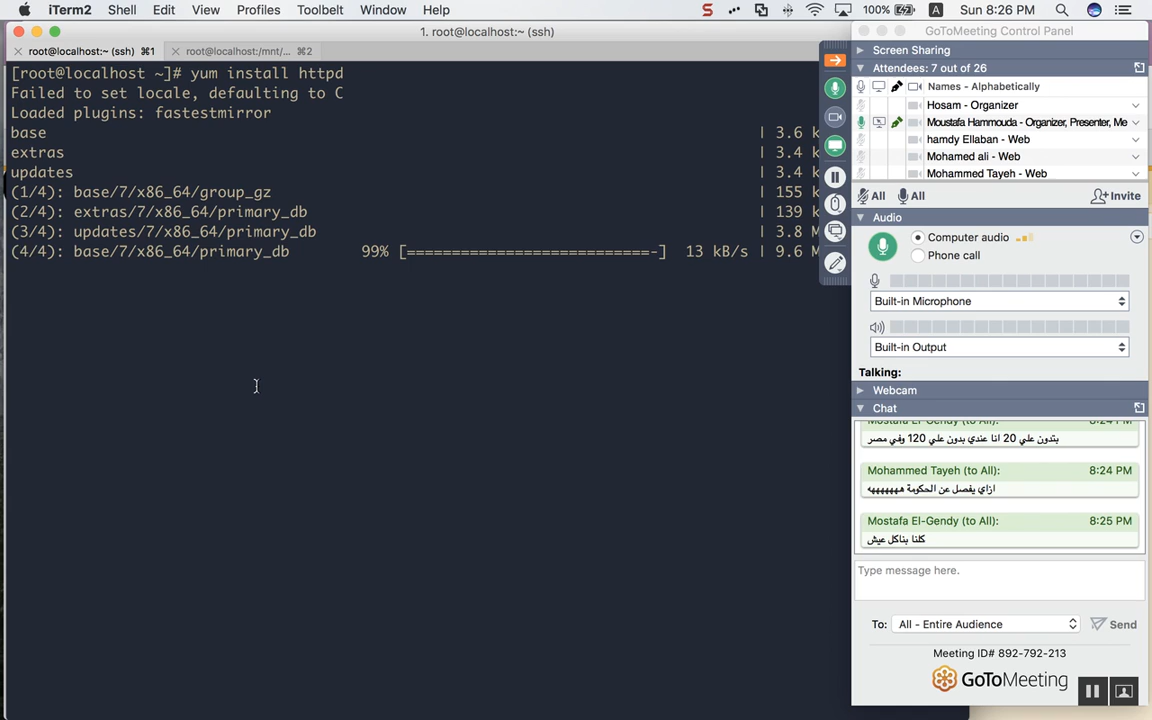 iTerm2 Shell Edit View Profiles Toolbelt Window Help
100% A Sun 8:26 PM
1. root@localhost:~ (ssh)
root@localhost:~ (ssh) ⌘1
root@localhost:/mnt/... ⌘2
[root@localhost ~]# yum install httpd
Failed to set locale, defaulting to C
Loaded plugins: fastestmirror
base | 3.6 k
extras | 3.4 k
updates | 3.4 k
(1/4): base/7/x86_64/group_gz | 155 k
(2/4): extras/7/x86_64/primary_db | 139 k
(3/4): updates/7/x86_64/primary_db | 3.8 M
(4/4): base/7/x86_64/primary_db 99% [==========================-] 13 kB/s | 9.6 M
GoToMeeting Control Panel
Screen Sharing
Attendees: 7 out of 26
Names - Alphabetically
Hosam - Organizer
Moustafa Hammouda - Organizer, Presenter, Me
hamdy Ellaban - Web
Mohamed ali - Web
Mohammed Tayeh - Web
All All Invite
Audio
Computer audio
Phone call
Built-in Microphone
Built-in Output
Talking:
Webcam
Chat
Mostafa El-Gendy (to All): 8:24 PM
بتدون علي 20 انا عندي بدون علي 120 وفي مصر
Mohammed Tayeh (to All): 8:24 PM
ازاي يفصل عن الحكومة هههههههه
Mostafa El-Gendy (to All): 8:25 PM
كلنا بناكل عيش
Type message here.
To: All - Entire Audience Send
Meeting ID# 892-792-213
GoToMeeting